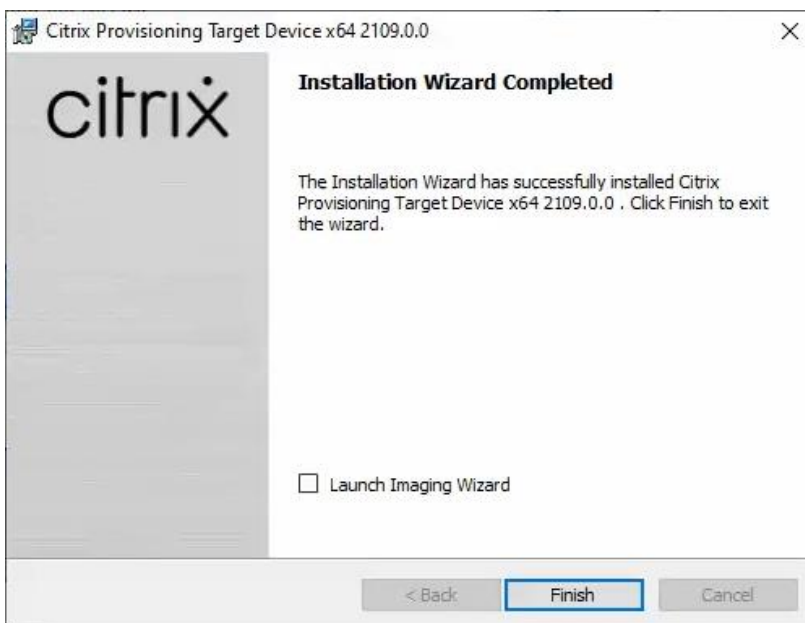 Citrix Provisioning Target Device x64 2109.0.0
citrix
Installation Wizard Completed
The Installation Wizard has successfully installed Citrix
Provisioning Target Device x64 2109.0.0 . Click Finish to exit
the wizard.
Launch Imaging Wizard
< Back
Finish
Cancel